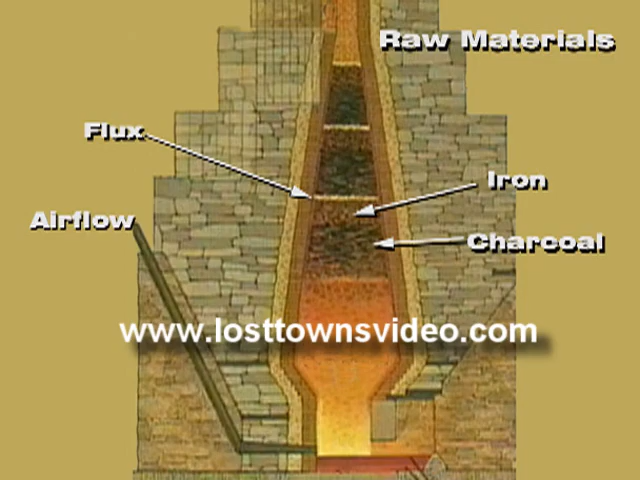 Raw Materials
Flux
Iron
Airflow
Charcoal
www.losttownsvideo.com